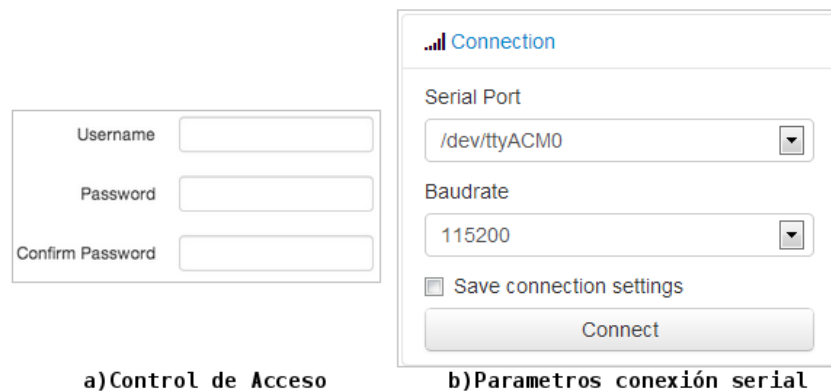 Username
Password
Confirm Password
a)Control de Acceso
Connection
Serial Port
/dev/ttyACM0
Baudrate
115200
Save connection settings
Connect
b)Parametros conexión serial